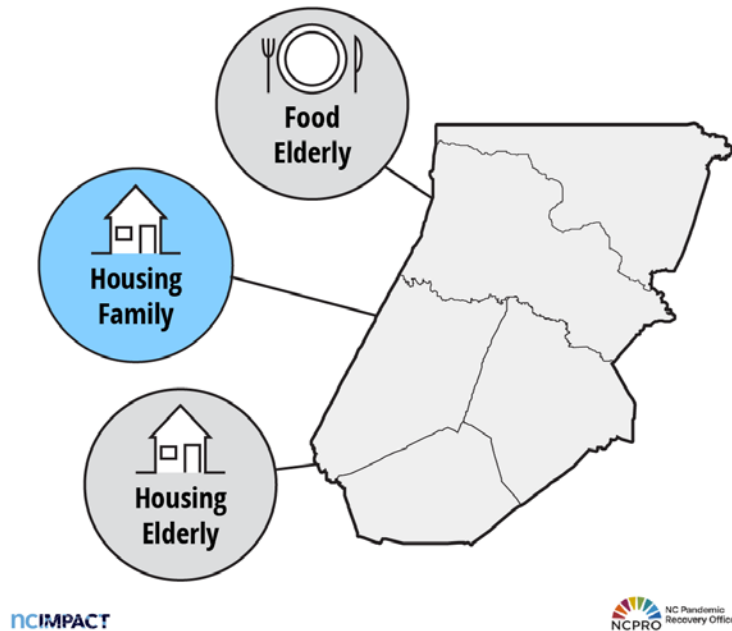 Food
Elderly
Housing
Family
Housing
Elderly
ncIMPACT
NCPRO
NC Pandemic
Recovery Office